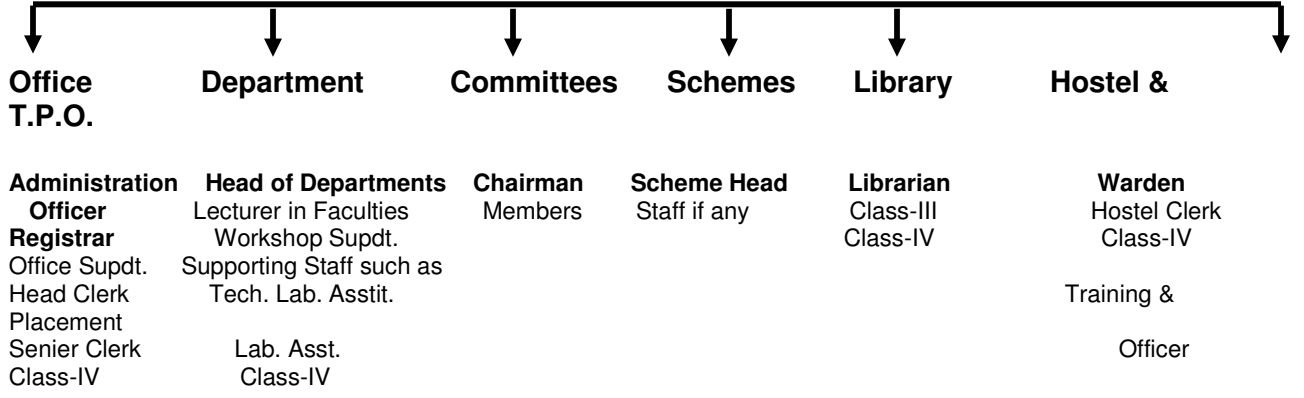 Office Department Committees Schemes Library Hostel &
T.P.O.
Administration Head of Departments Chairman Scheme Head Librarian Warden
Officer Lecturer in Faculties Members Staff if any Class-III Hostel Clerk
Registrar Workshop Supdt. Class-IV Class-IV
Office Supdt. Supporting Staff such as
Head Clerk Tech. Lab. Asstit. Training &
Placement
Senier Clerk Lab. Asst. Officer
Class-IV Class-IV